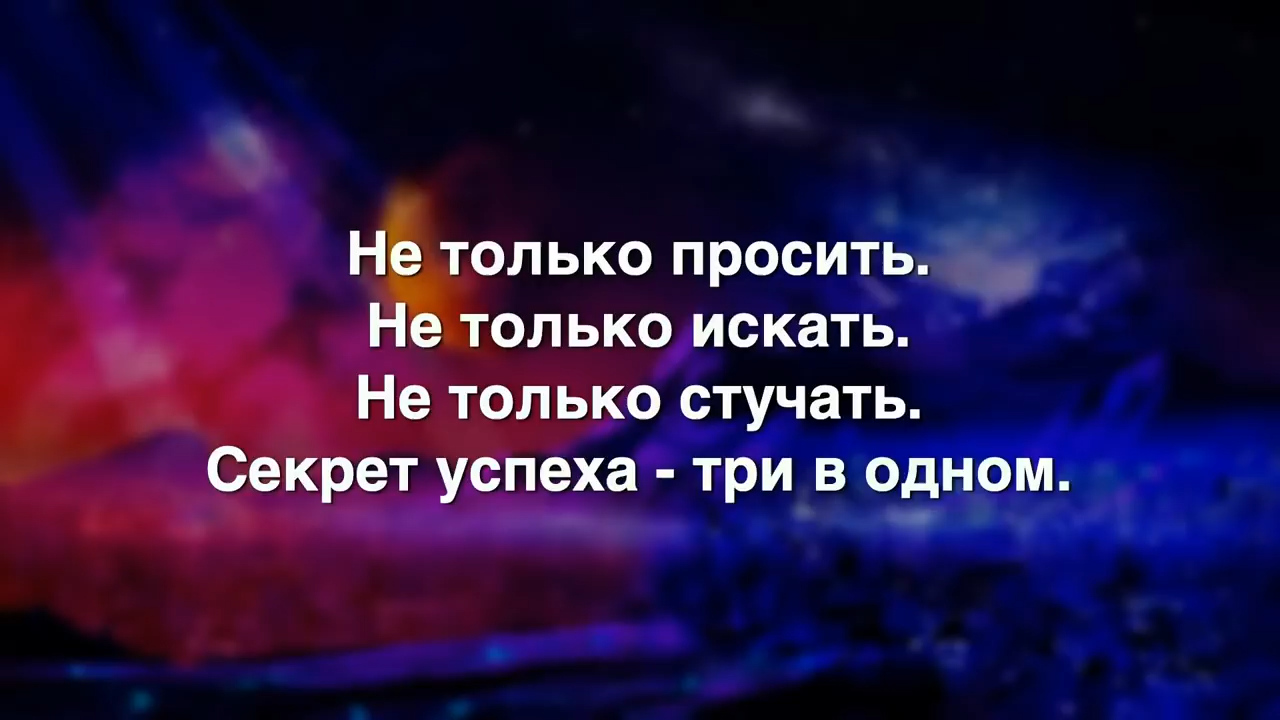 Не только просить.
Не только искать.
Не только стучать.
Секрет успеха - три в одном.